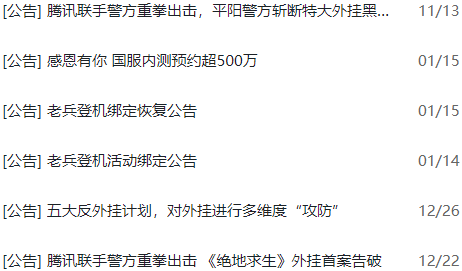 [公告] 腾讯联手警方重拳出击，平阳警方斩断特大外挂黑... 11/13
[公告] 感恩有你 国服内测预约超500万 01/15
[公告] 老兵登机绑定恢复公告 01/15
[公告] 老兵登机活动绑定公告 01/14
[公告] 五大反外挂计划，对外挂进行多维度“攻防” 12/26
[公告] 腾讯联手警方重拳出击 《绝地求生》外挂首案告破 12/22